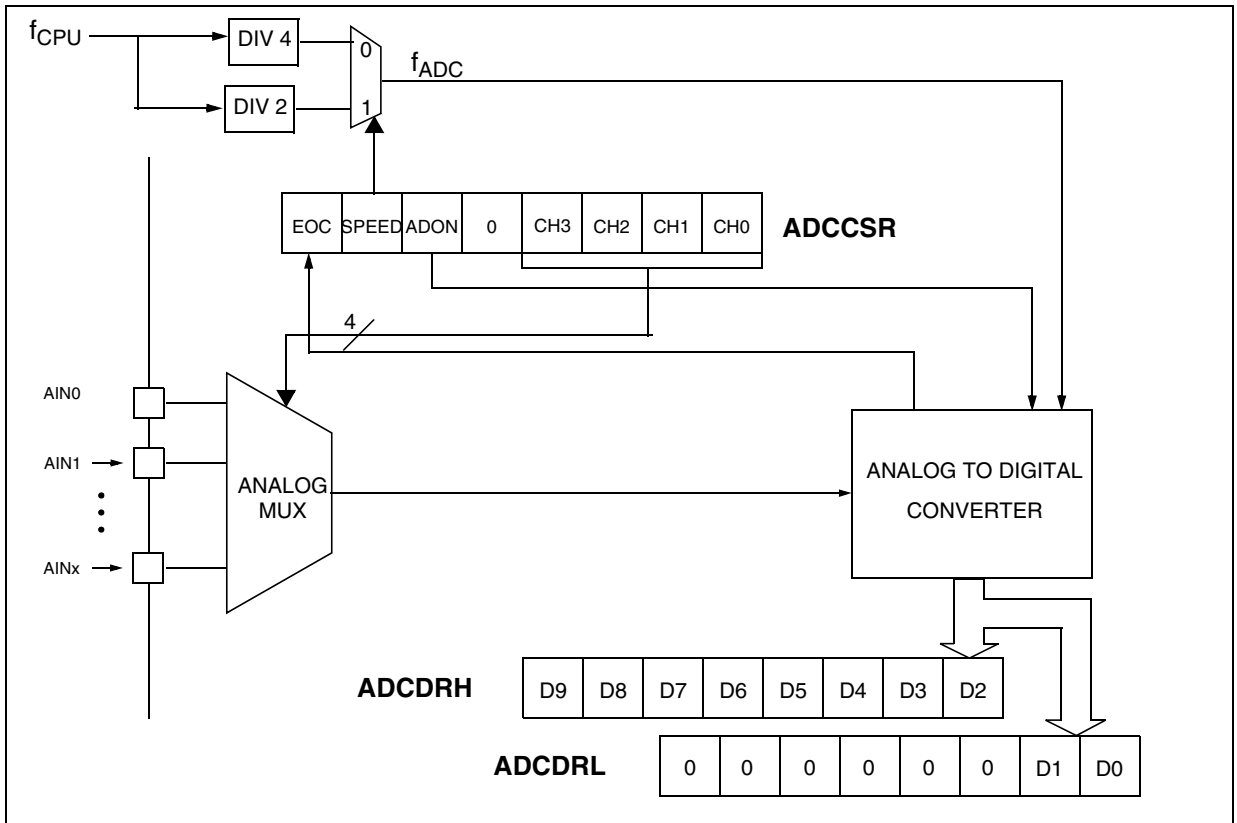 fCPU
DIV 4
0
fADC
DIV 2
1
EOC SPEED ADON 0 CH3 CH2 CH1 CH0
ADCCSR
4
AIN0
AIN1
AINx
ANALOG
MUX
ANALOG TO DIGITAL
CONVERTER
ADCDRH
D9 D8 D7 D6 D5 D4 D3 D2
ADCDRL
0 0 0 0 0 0 D1 D0